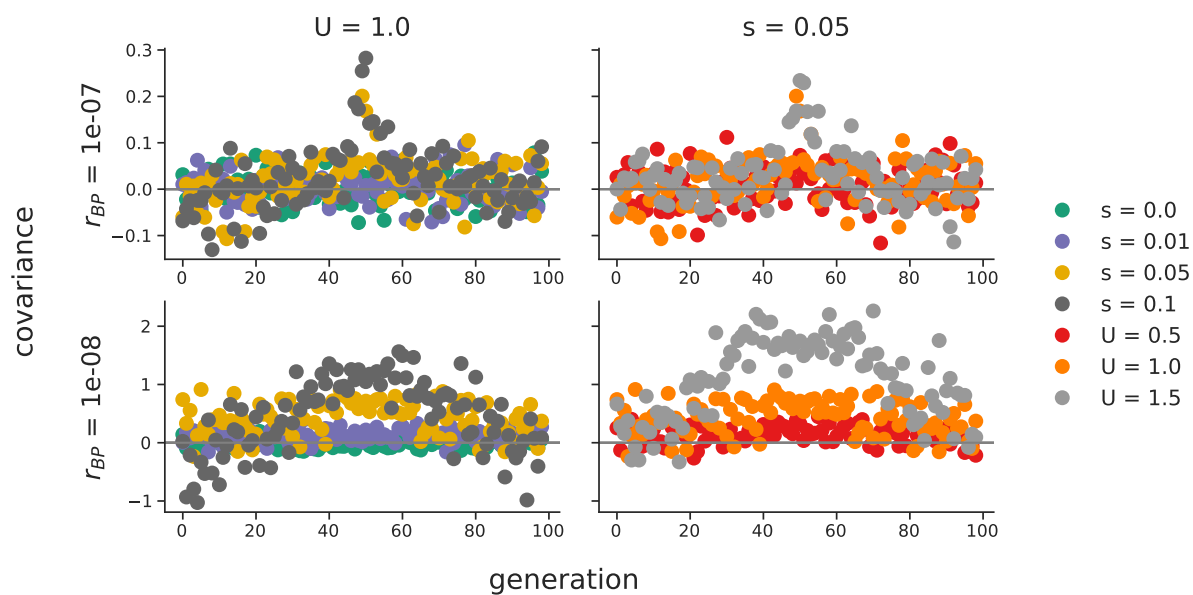 U = 1.0
s = 0.05
covariance
r_BP = 1e-07
0.3
0.2
0.1
0.0
−0.1
0 20 40 60 80 100
0 20 40 60 80 100
r_BP = 1e-08
2
1
0
−1
0 20 40 60 80 100
0 20 40 60 80 100
generation
s = 0.0
s = 0.01
s = 0.05
s = 0.1
U = 0.5
U = 1.0
U = 1.5